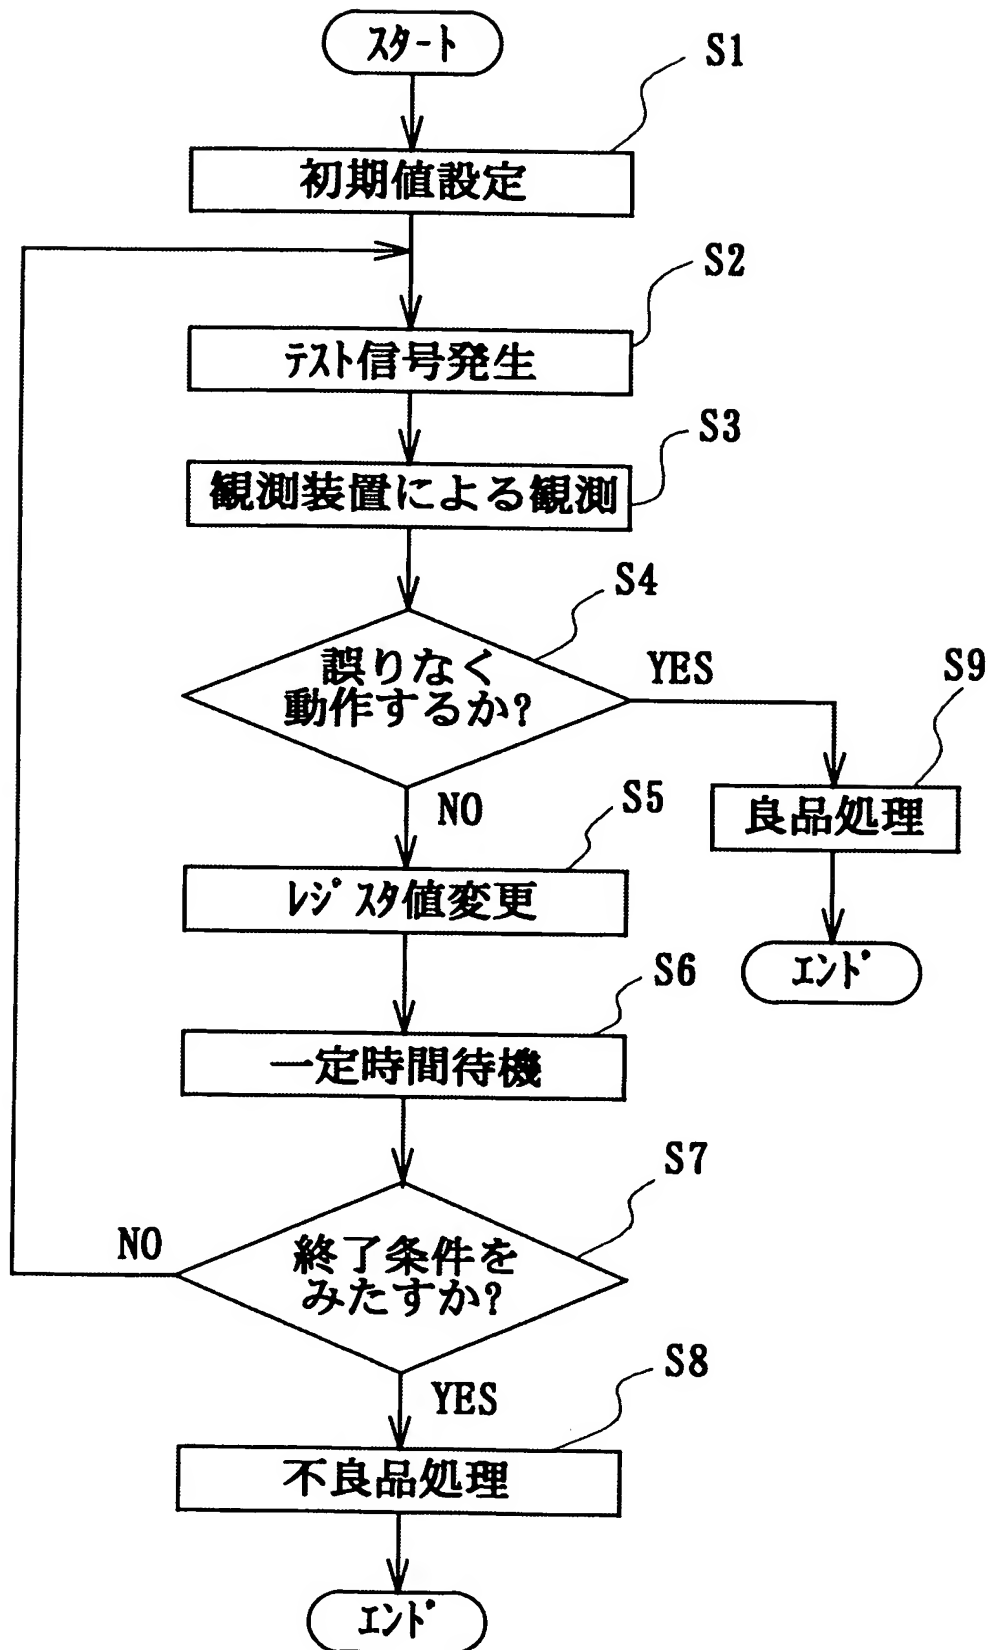 ｽﾀｰﾄ
S1
初期値設定
S2
ﾃｽﾄ信号発生
S3
観測装置による観測
S4
誤りなく
動作するか?
YES
S9
良品処理
ｴﾝﾄﾞ
NO
S5
ﾚｼﾞｽﾀ値変更
S6
一定時間待機
S7
終了条件を
みたすか?
NO
S8
YES
不良品処理
ｴﾝﾄﾞ